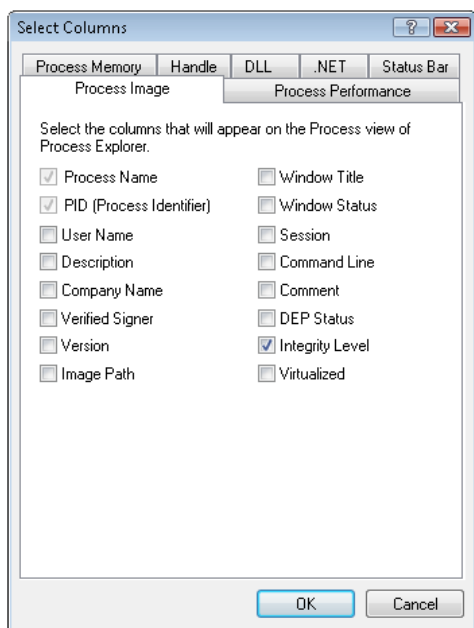 Select Columns
Process Memory Handle DLL .NET Status Bar
Process Image Process Performance
Select the columns that will appear on the Process view of
Process Explorer.
Process Name Window Title
PID (Process Identifier) Window Status
User Name Session
Description Command Line
Company Name Comment
Verified Signer DEP Status
Version Integrity Level
Image Path Virtualized
OK Cancel